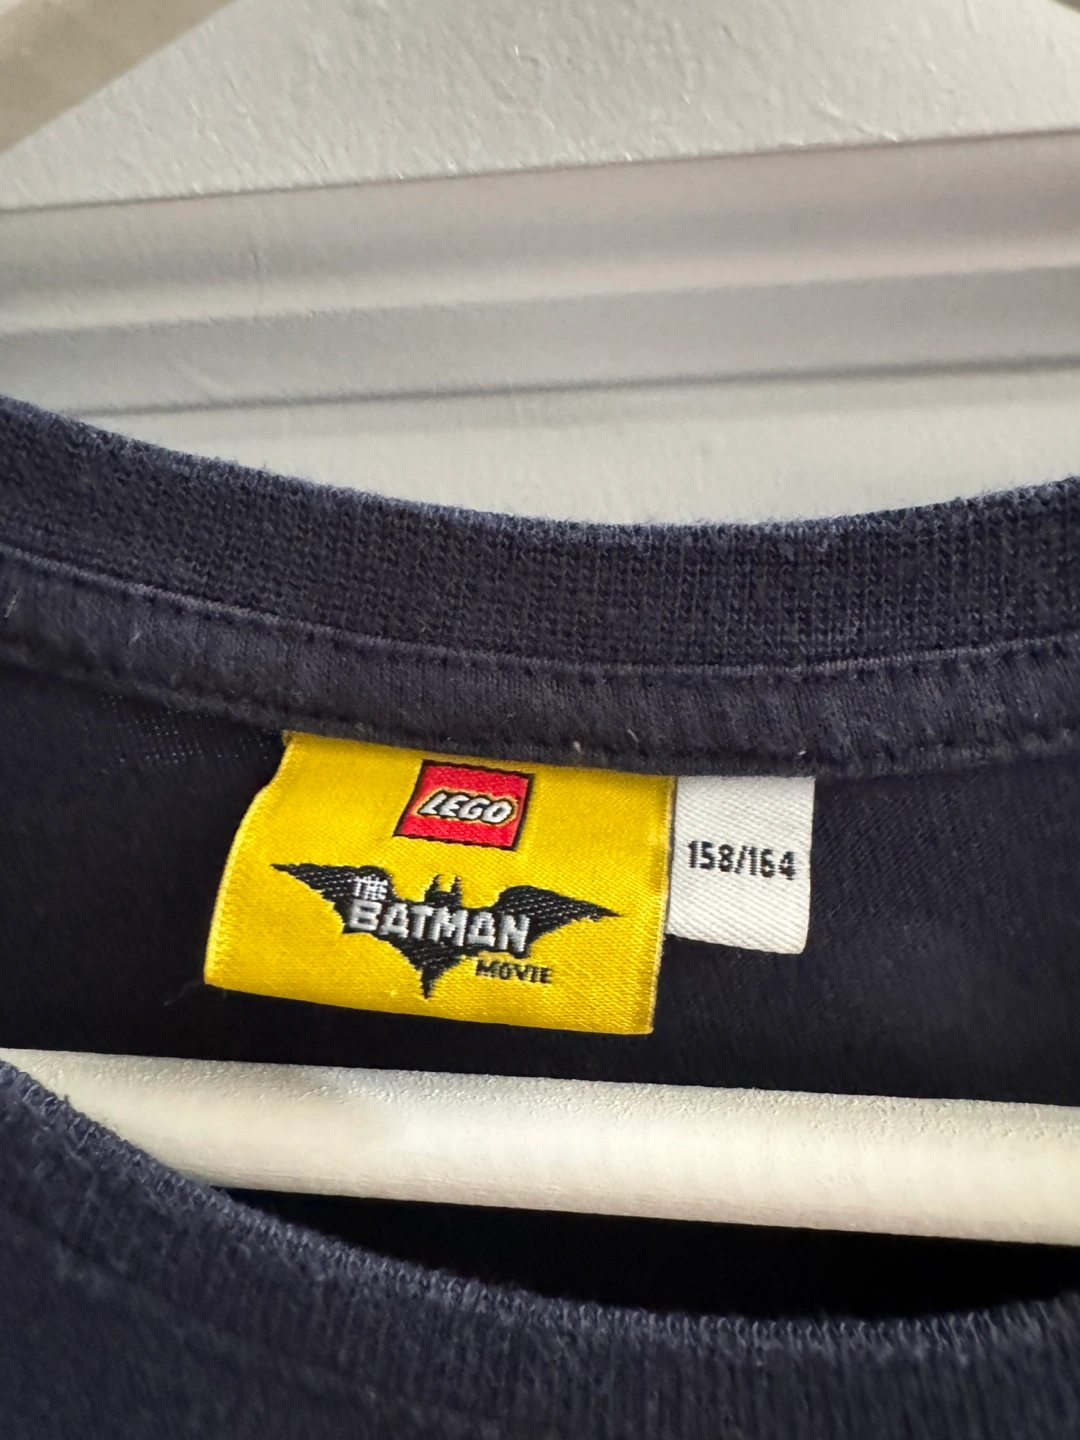 LEGO
THE
BATMAN
MOVIE
158/164